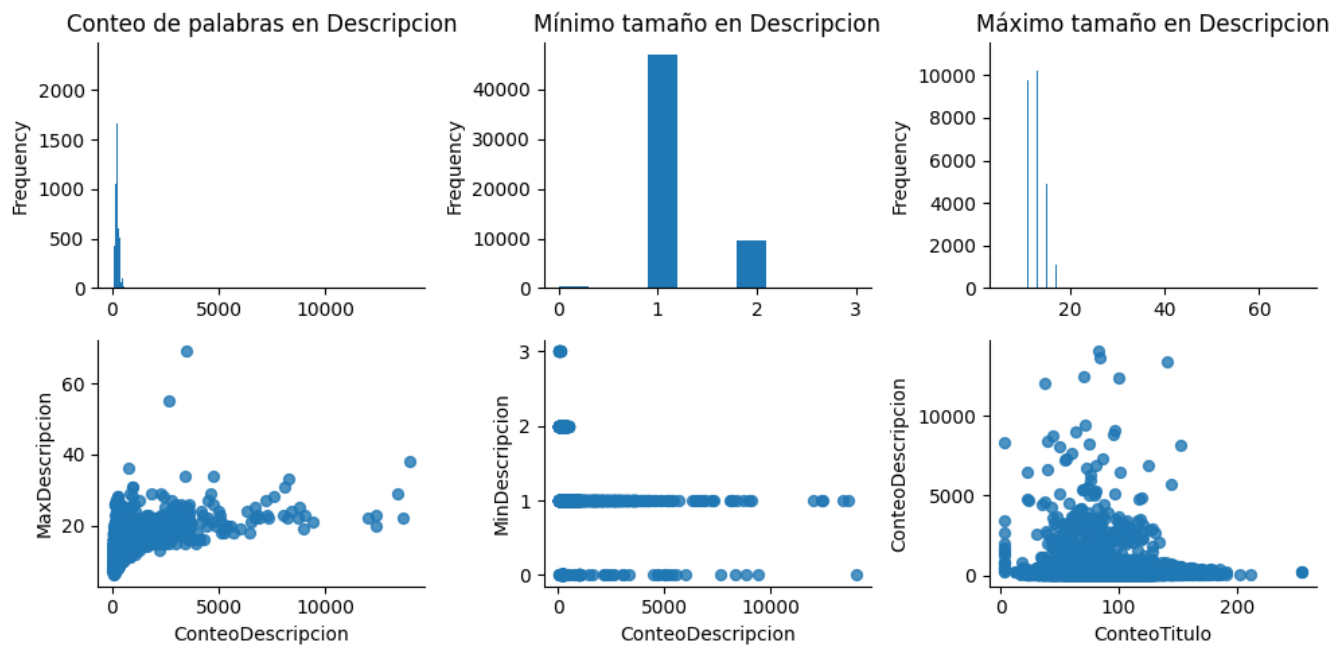 Conteo de palabras en Descripcion
Frequency
2000
1500
1000
500
0
0 5000 10000
Mínimo tamaño en Descripcion
Frequency
40000
30000
20000
10000
0
0 1 2 3
Máximo tamaño en Descripcion
Frequency
10000
8000
6000
4000
2000
0
20 40 60
MaxDescripcion
60
40
20
0 5000 10000
ConteoDescripcion
MinDescripcion
3
2
1
0
0 5000 10000
ConteoDescripcion
ConteoDescripcion
10000
5000
0
0 100 200
ConteoTitulo